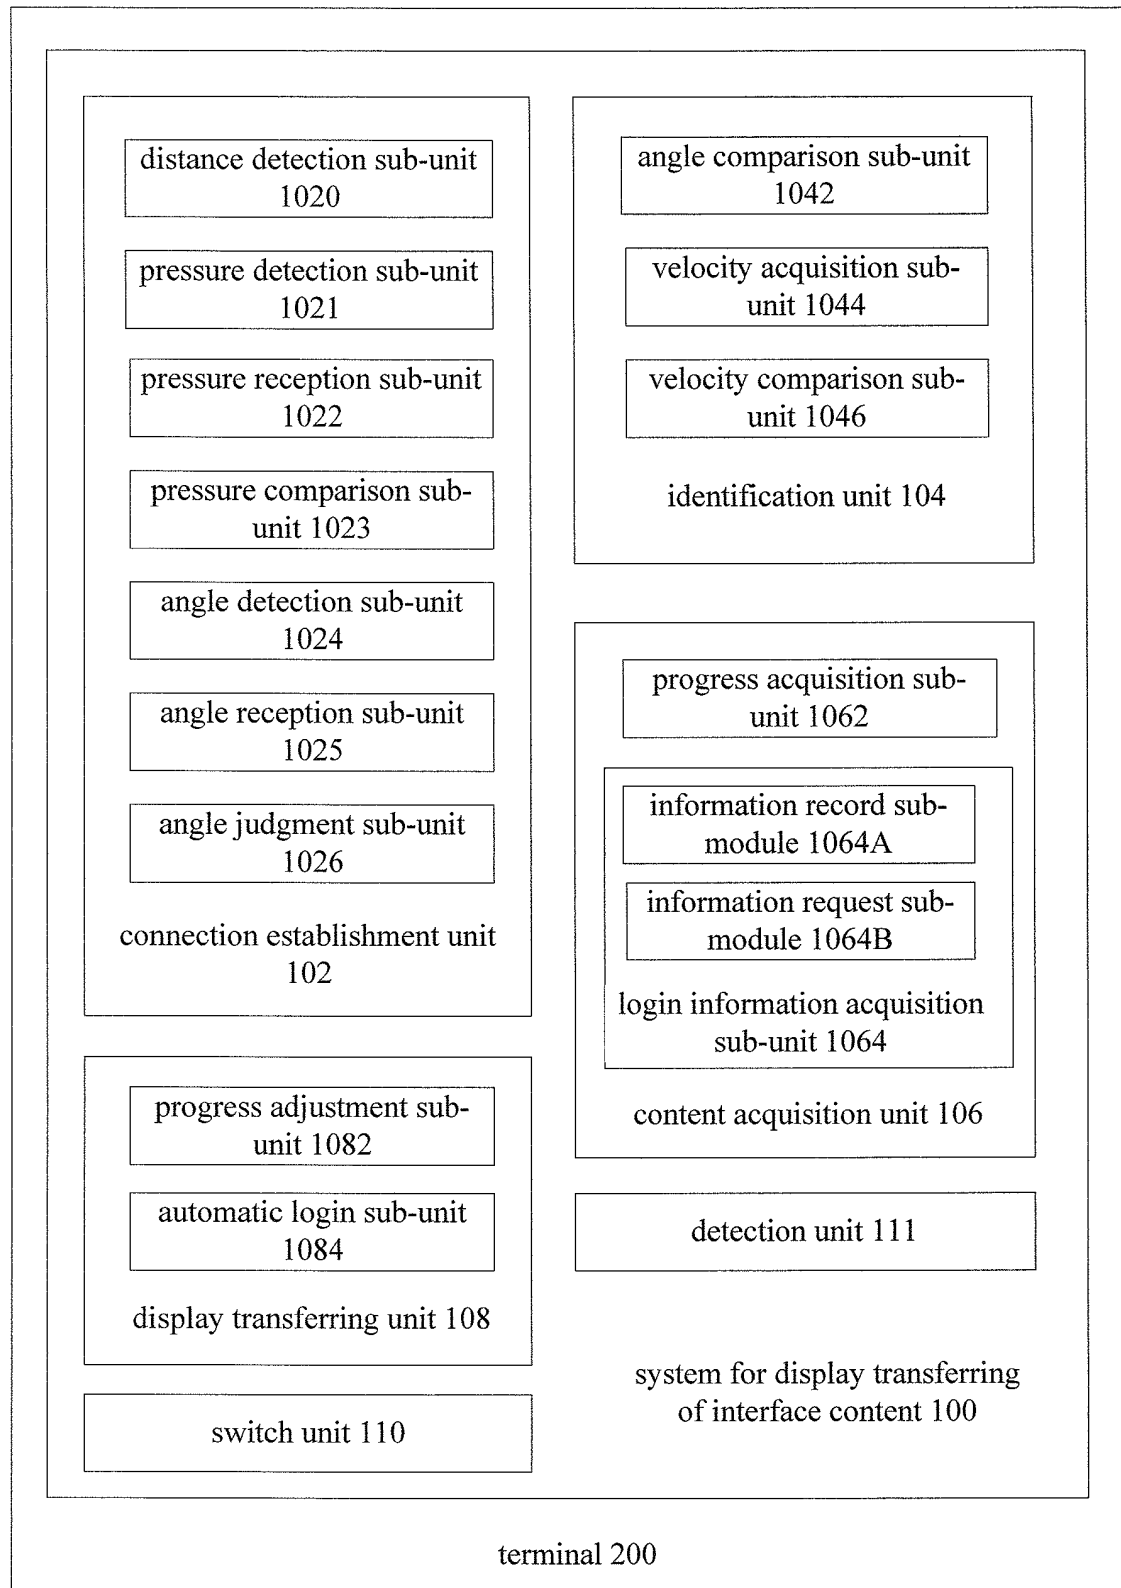 distance detection sub-unit
1020
pressure detection sub-unit
1021
pressure reception sub-unit
1022
pressure comparison sub-
unit 1023
angle detection sub-unit
1024
angle reception sub-unit
1025
angle judgment sub-unit
1026
connection establishment unit
102
progress adjustment sub-
unit 1082
automatic login sub-unit
1084
display transferring unit 108
switch unit 110
angle comparison sub-unit
1042
velocity acquisition sub-
unit 1044
velocity comparison sub-
unit 1046
identification unit 104
progress acquisition sub-
unit 1062
information record sub-
module 1064A
information request sub-
module 1064B
login information acquisition
sub-unit 1064
content acquisition unit 106
detection unit 111
system for display transferring
of interface content 100
terminal 200